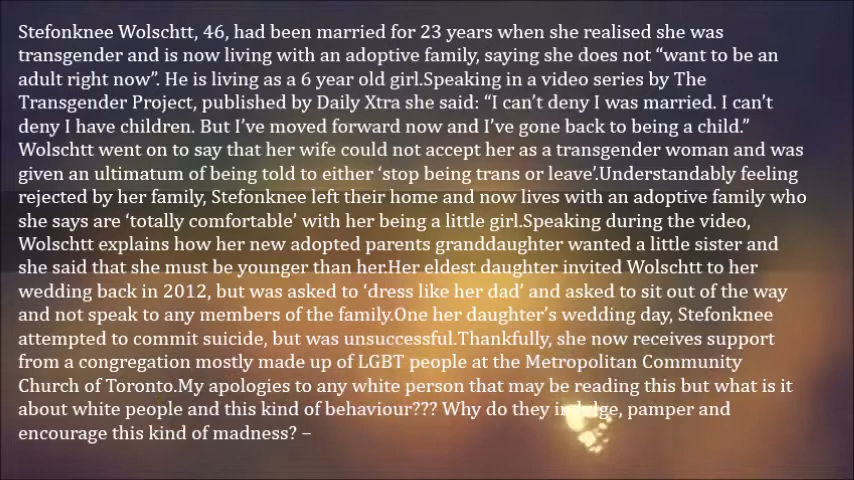 Stefonknee Wolschtt, 46, had been married for 23 years when she realised she was
transgender and is now living with an adoptive family, saying she does not “want to be an
adult right now”. He is living as a 6 year old girl.Speaking in a video series by The
Transgender Project, published by Daily Xtra she said: “I can’t deny I was married. I can’t
deny I have children. But I’ve moved forward now and I’ve gone back to being a child.”
Wolschtt went on to say that her wife could not accept her as a transgender woman and was
given an ultimatum of being told to either ‘stop being trans or leave’.Understandably feeling
rejected by her family, Stefonknee left their home and now lives with an adoptive family who
she says are ‘totally comfortable’ with her being a little girl.Speaking during the video,
Wolschtt explains how her new adopted parents granddaughter wanted a little sister and
she said that she must be younger than her.Her eldest daughter invited Wolschtt to her
wedding back in 2012, but was asked to ‘dress like her dad’ and asked to sit out of the way
and not speak to any members of the family.One her daughter’s wedding day, Stefonknee
attempted to commit suicide, but was unsuccessful.Thankfully, she now receives support
from a congregation mostly made up of LGBT people at the Metropolitan Community
Church of Toronto.My apologies to any white person that may be reading this but what is it
about white people and this kind of behaviour??? Why do they indulge, pamper and
encourage this kind of madness? –